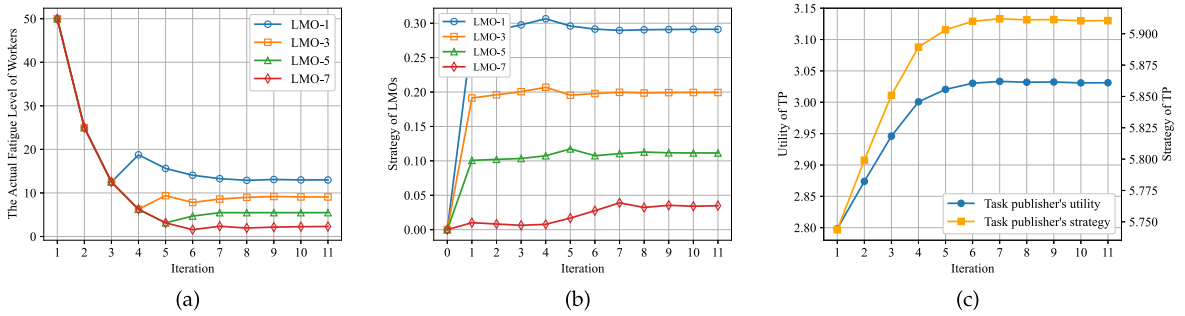 50
40
30
20
10
0
The Actual Fatigue Level of Workers
LMO-1
LMO-3
LMO-5
LMO-7
1 2 3 4 5 6 7 8 9 10 11
Iteration
(a)
0.30
0.25
0.20
0.15
0.10
0.05
0.00
Strategy of LMOs
LMO-1
LMO-3
LMO-5
LMO-7
0 1 2 3 4 5 6 7 8 9 10 11
Iteration
(b)
3.15
3.10
3.05
3.00
2.95
2.90
2.85
2.80
Utility of TP
Task publisher's utility
Task publisher's strategy
1 2 3 4 5 6 7 8 9 10 11
Iteration
5.900
5.875
5.850
5.825
5.800
5.775
5.750
Strategy of TP
(c)